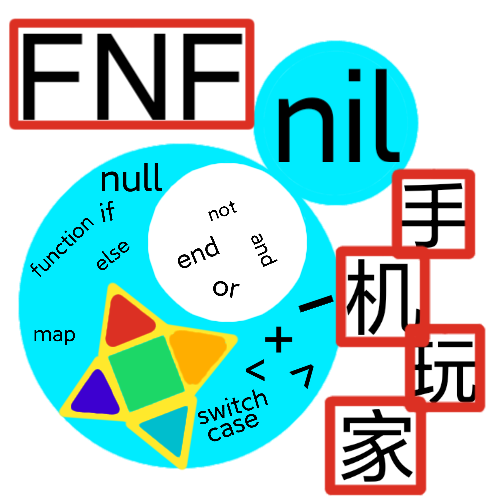 FNF
nil
null
not
function if
end
and
else
or
手
机
玩
家
map
−
+
< >
switch
case